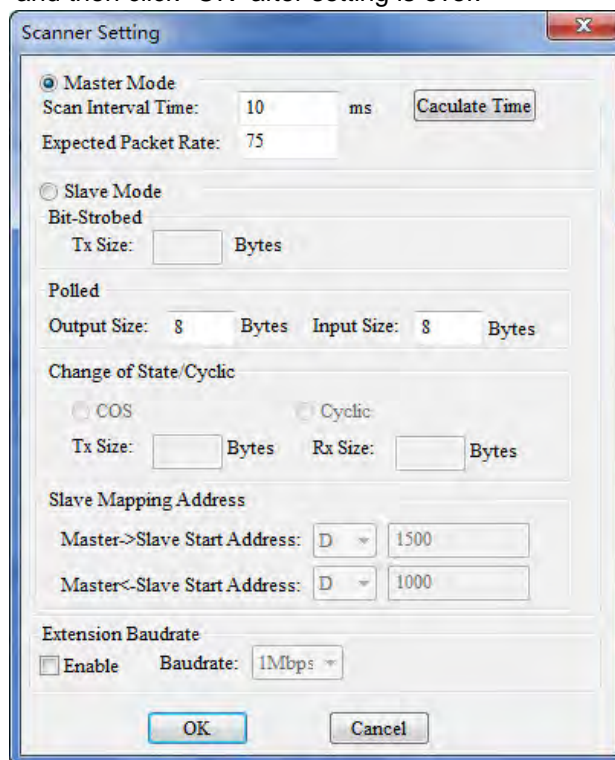 Scanner Setting
Master Mode
Scan Interval Time: 10 ms Caculate Time
Expected Packet Rate: 75
Slave Mode
Bit-Strobed
Tx Size: Bytes
Polled
Output Size: 8 Bytes Input Size: 8 Bytes
Change of State/Cyclic
COS Cyclic
Tx Size: Bytes Rx Size: Bytes
Slave Mapping Address
Master->Slave Start Address: D 1500
Master<-Slave Start Address: D 1000
Extension Baudrate
Enable Baudrate: 1Mbps
OK Cancel